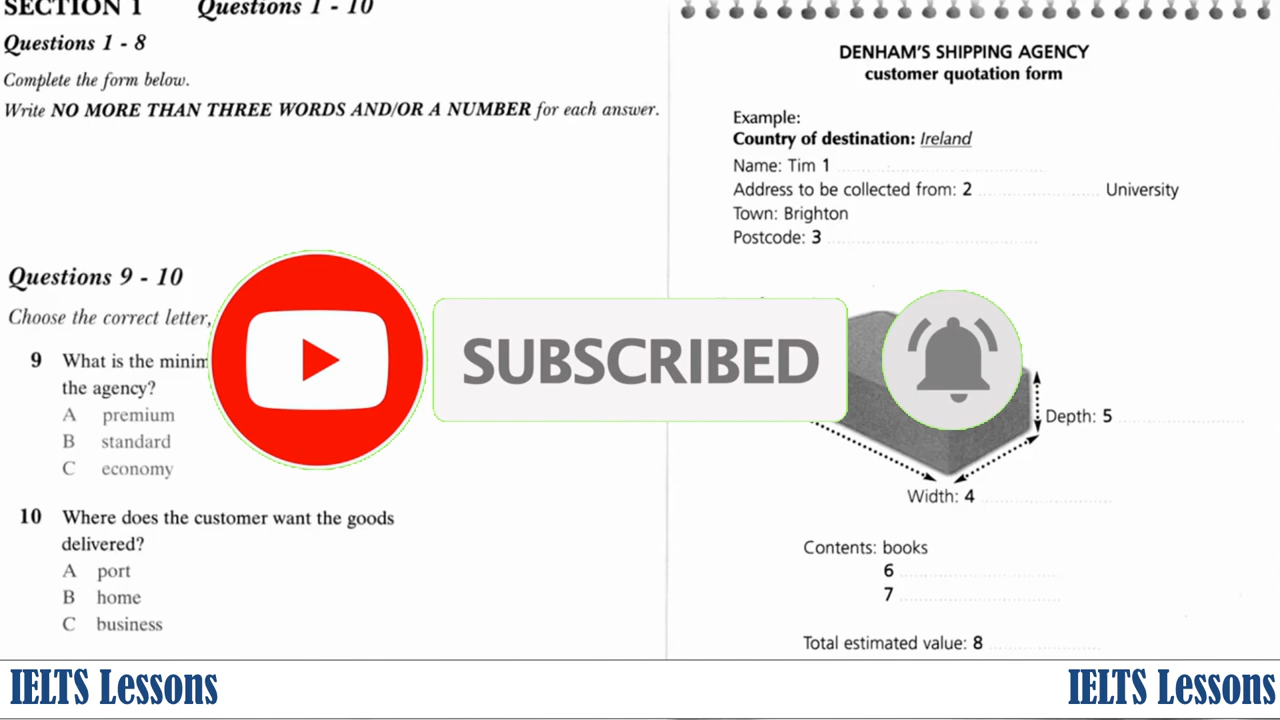 SECTION 1 Questions 1 - 10
Questions 1 - 8
Complete the form below.
Write NO MORE THAN THREE WORDS AND/OR A NUMBER for each answer.
Questions 9 - 10
Choose the correct letter,
9 What is the
the agency?
A premium
B standard
C economy
10 Where does the customer want the goods
delivered?
A port
B home
C business
DENHAM'S SHIPPING AGENCY
customer quotation form
Example:
Country of destination: Ireland
Name: Tim 1
Address to be collected from: 2 University
Town: Brighton
Postcode: 3
Depth: 5
Width: 4
Contents: books
6
7
Total estimated value: 8
SUBSCRIBED
IELTS Lessons
IELTS Lessons